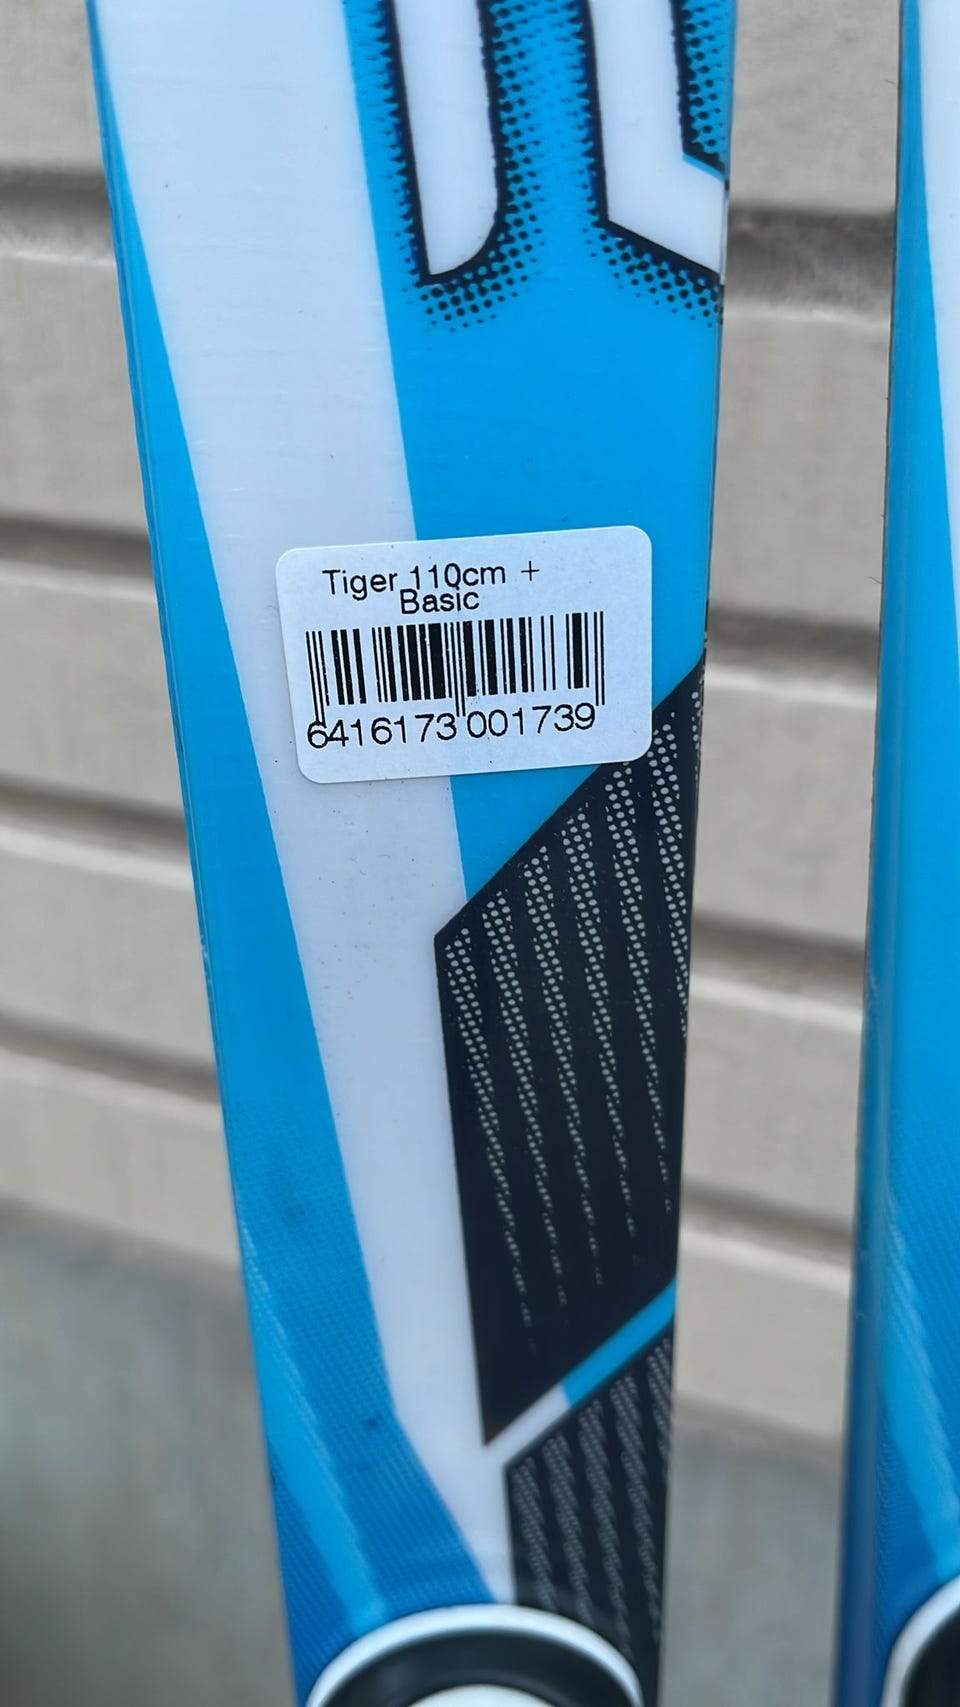 Tiger 110cm +
Basic
6416173 001739